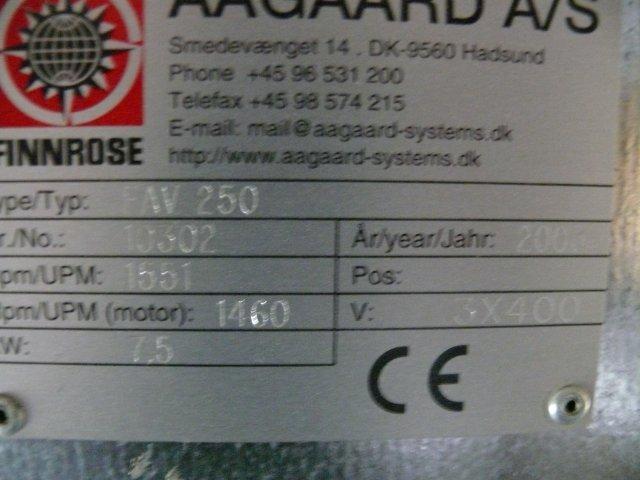 AAGAARD A/S
Smedevænget 14 . DK-9560 Hadsund
Phone +45 96 531 200
Telefax +45 98 574 215
E-mail: mail@aagaard-systems.dk
http://www.aagaard-systems.dk
FINNROSE
ype/Typ: 250
r./No.: År/year/Jahr:
pm/UPM: 1551 Pos:
pm/UPM (motor): 1460 V: 3X400
W: 7,5
CE